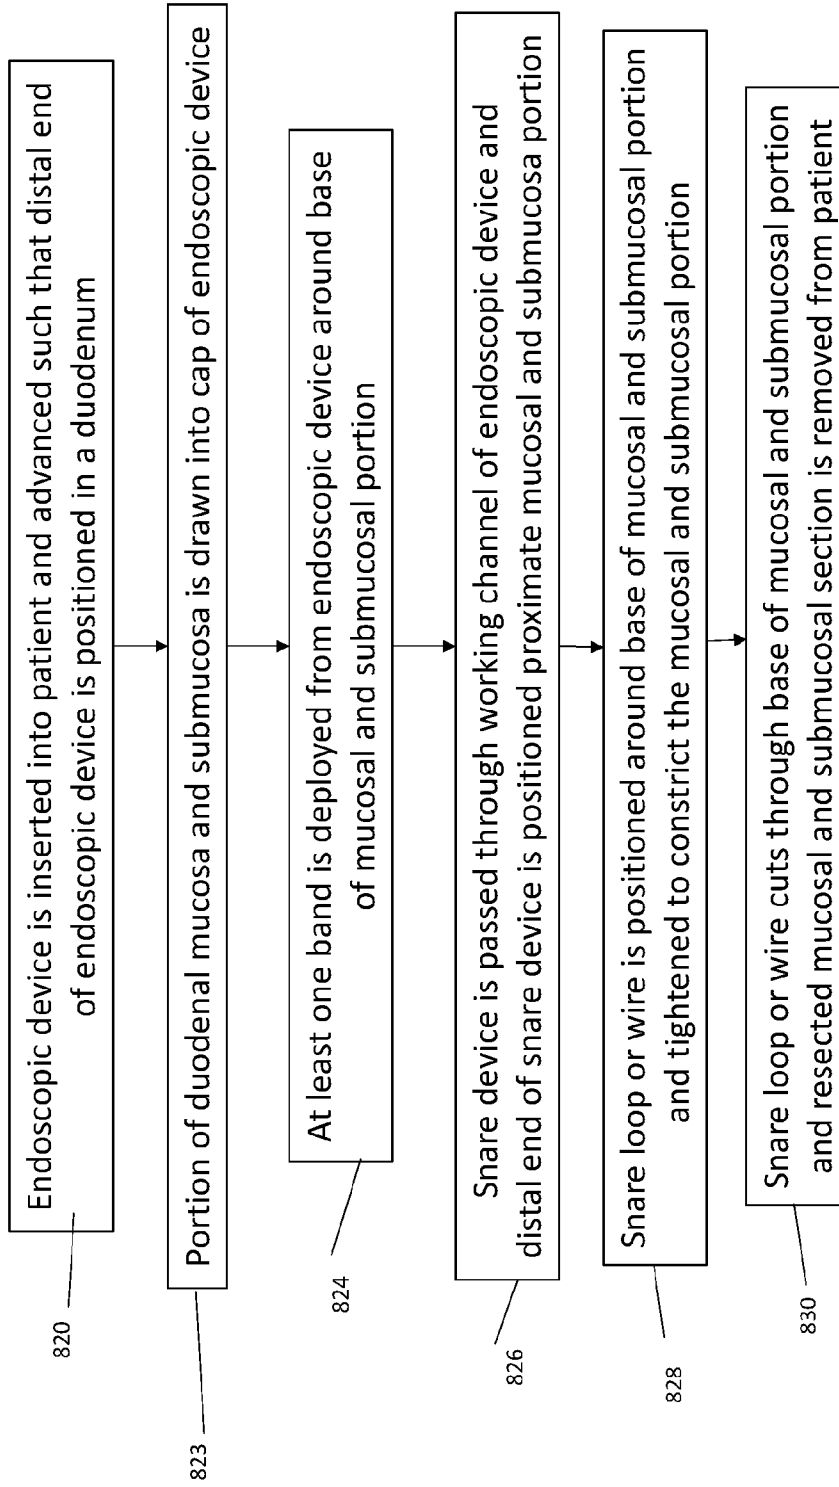 Endoscopic device is inserted into patient and advanced such that distal end
of endoscopic device is positioned in a duodenum
820
Portion of duodenal mucosa and submucosa is drawn into cap of endoscopic device
823
At least one band is deployed from endoscopic device around base
of mucosal and submucosal portion
824
Snare device is passed through working channel of endoscopic device and
distal end of snare device is positioned proximate mucosal and submucosa portion
826
Snare loop or wire is positioned around base of mucosal and submucosal portion
and tightened to constrict the mucosal and submucosal portion
828
Snare loop or wire cuts through base of mucosal and submucosal portion
and resected mucosal and submucosal section is removed from patient
830